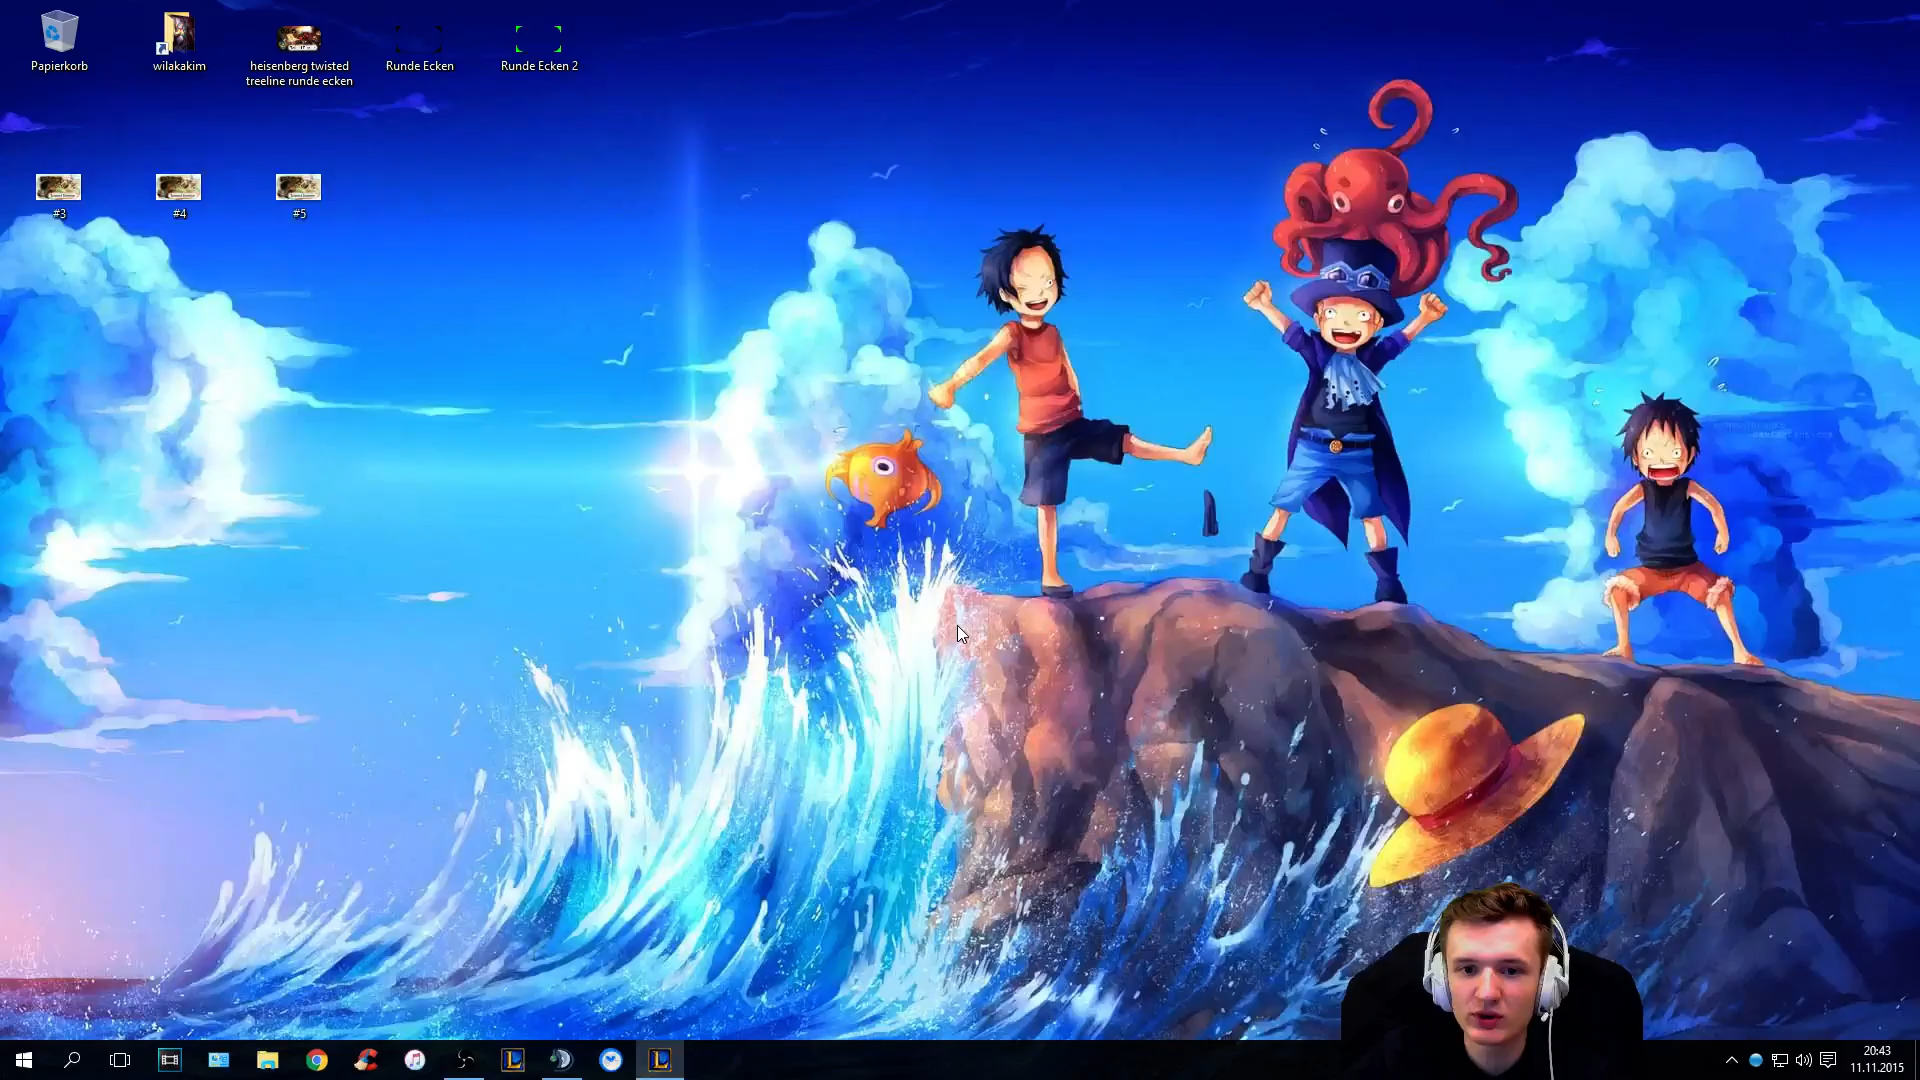 Papierkorb
wilakakim
heisenberg twisted
treeline runde ecken
Runde Ecken
Runde Ecken 2
#3
#4
#5
20:43
11.11.2015